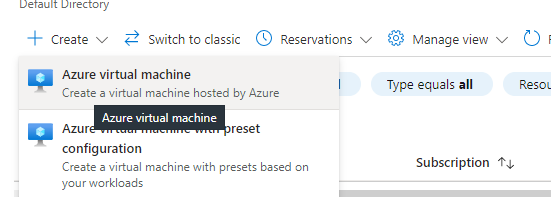 Default Directory
Create Switch to classic Reservations Manage view
Azure virtual machine
Create a virtual machine hosted by Azure
Type equals all
Azure virtual machine
Azure virtual machine with preset
configuration
Create a virtual machine with presets based on
your workloads
Subscription